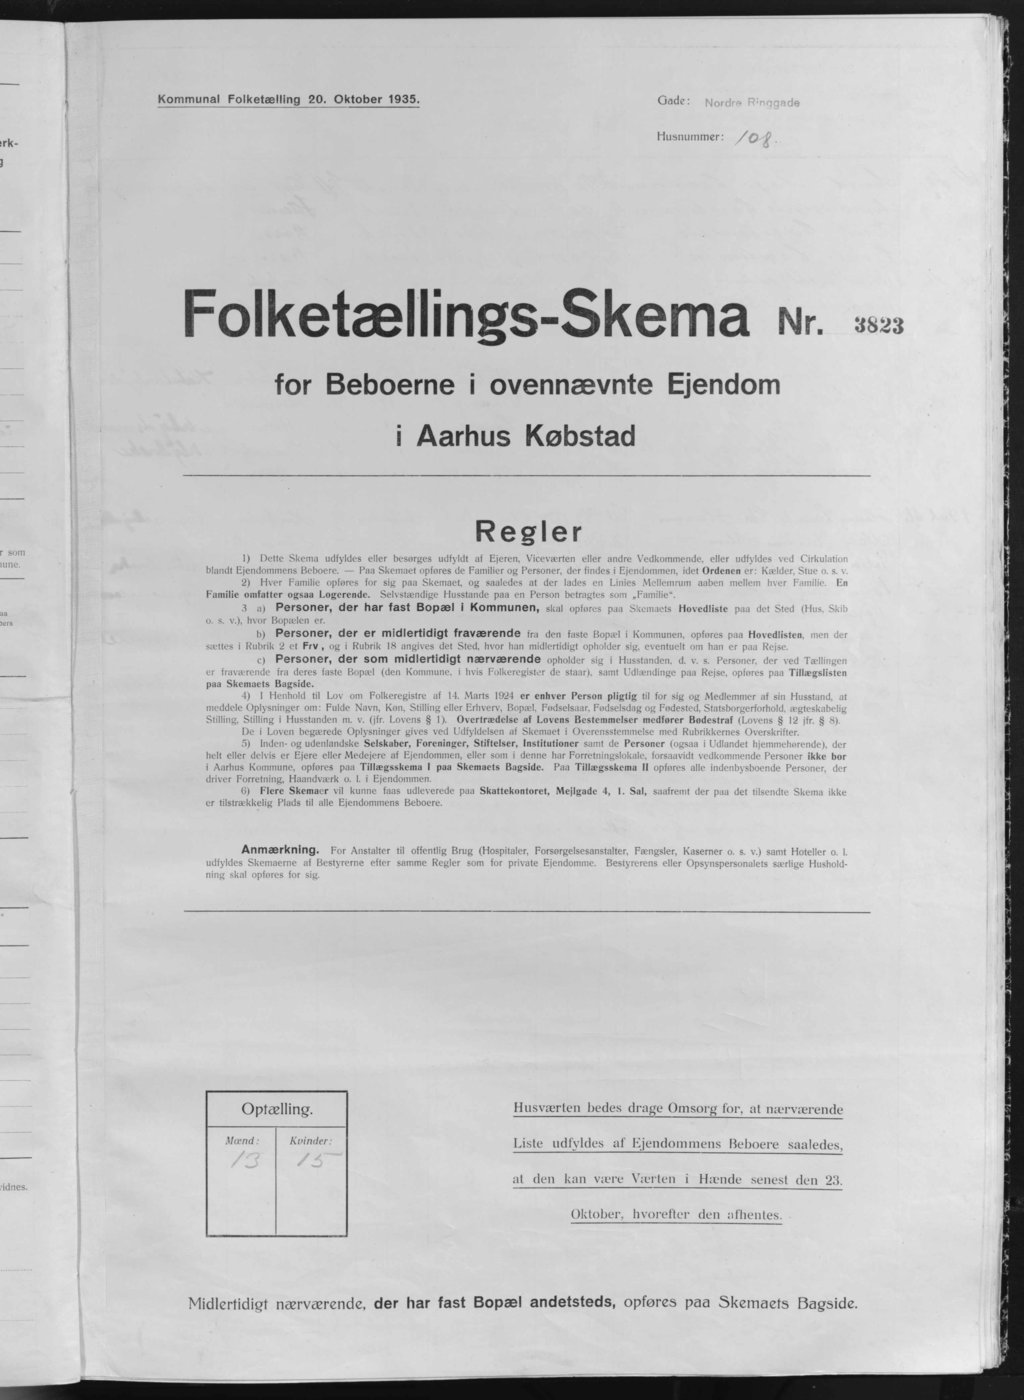 Kommunal Folketælling 20. Oktober 1935.
Gade: Nordre Ringgade
Husnummer: 108.
Folketællings-Skema Nr. 3823
for Beboerne i ovennævnte Ejendom
i Aarhus Købstad
Regler
1) Dette Skema udfyldes eller besørges udfyldt af Ejeren, Viceværten eller andre Vedkommende, eller udfyldes ved Cirkulation
blandt Ejendommens Beboere. — Paa Skemaet opføres de Familier og Personer, der findes i Ejendommen, idet Ordenen er: Kælder, Stue o. s. v.
2) Hver Familie opføres for sig paa Skemaet, og saaledes at der lades en Linies Mellemrum aaben mellem hver Familie. En
Familie omfatter ogsaa Logerende. Selvstændige Husstande paa en Person betragtes som „Familie“.
3 a) Personer, der har fast Bopæl i Kommunen, skal opføres paa Skemaets Hovedliste paa det Sted (Hus, Skib
o. s. v.), hvor Bopælen er.
b) Personer, der er midlertidigt fraværende fra den faste Bopæl i Kommunen, opføres paa Hovedlisten, men der
sættes i Rubrik 2 et Frv, og i Rubrik 18 angives det Sted, hvor han midlertidigt opholder sig, eventuelt om han er paa Rejse.
c) Personer, der som midlertidigt nærværende opholder sig i Husstanden, d. v. s. Personer, der ved Tællingen
er fraværende fra deres faste Bopæl (den Kommune, i hvis Folkeregister de staar), samt Udlændinge paa Rejse, opføres paa Tillægslisten
paa Skemaets Bagside.
4) I Henhold til Lov om Folkeregistre af 14. Marts 1924 er enhver Person pligtig til for sig og Medlemmer af sin Husstand, at
meddele Oplysninger om: Fulde Navn, Køn, Stilling eller Erhverv, Bopæl, Fødselsaar, Fødselsdag og Fødested, Statsborgerforhold, ægteskabelig
Stilling, Stilling i Husstanden m. v. (jfr. Lovens § 1). Overtrædelse af Lovens Bestemmelser medfører Bødestraf (Lovens § 12 jfr. § 8).
De i Loven begærede Oplysninger gives ved Udfyldelsen af Skemaet i Overensstemmelse med Rubrikkernes Overskrifter.
5) Inden- og udenlandske Selskaber, Foreninger, Stiftelser, Institutioner samt de Personer (ogsaa i Udlandet hjemmehørende), der
helt eller delvis er Ejere eller Medejere af Ejendommen, eller som i denne har Forretningslokale, forsaavidt vedkommende Personer ikke bor
i Aarhus Kommune, opføres paa Tillægsskema I paa Skemaets Bagside. Paa Tillægsskema II opføres alle indenbysboende Personer, der
driver Forretning, Haandværk o. l. i Ejendommen.
6) Flere Skemaer vil kunne faas udleverede paa Skattekontoret, Mejlgade 4, 1. Sal, saafremt der paa det tilsendte Skema ikke
er tilstrækkelig Plads til alle Ejendommens Beboere.
Anmærkning. For Anstalter til offentlig Brug (Hospitaler, Forsørgelsesanstalter, Fængsler, Kaserner o. s. v.) samt Hoteller o. l.
udfyldes Skemaerne af Bestyrerne efter samme Regler som for private Ejendomme. Bestyrerens eller Opsynspersonalets særlige Hushold-
ning skal opføres for sig.
Optælling.
Mænd: Kvinder:
13 15
Husværten bedes drage Omsorg for, at nærværende
Liste udfyldes af Ejendommens Beboere saaledes,
at den kan være Værten i Hænde senest den 23.
Oktober, hvorefter den afhentes.
Midlertidigt nærværende, der har fast Bopæl andetsteds, opføres paa Skemaets Bagside.